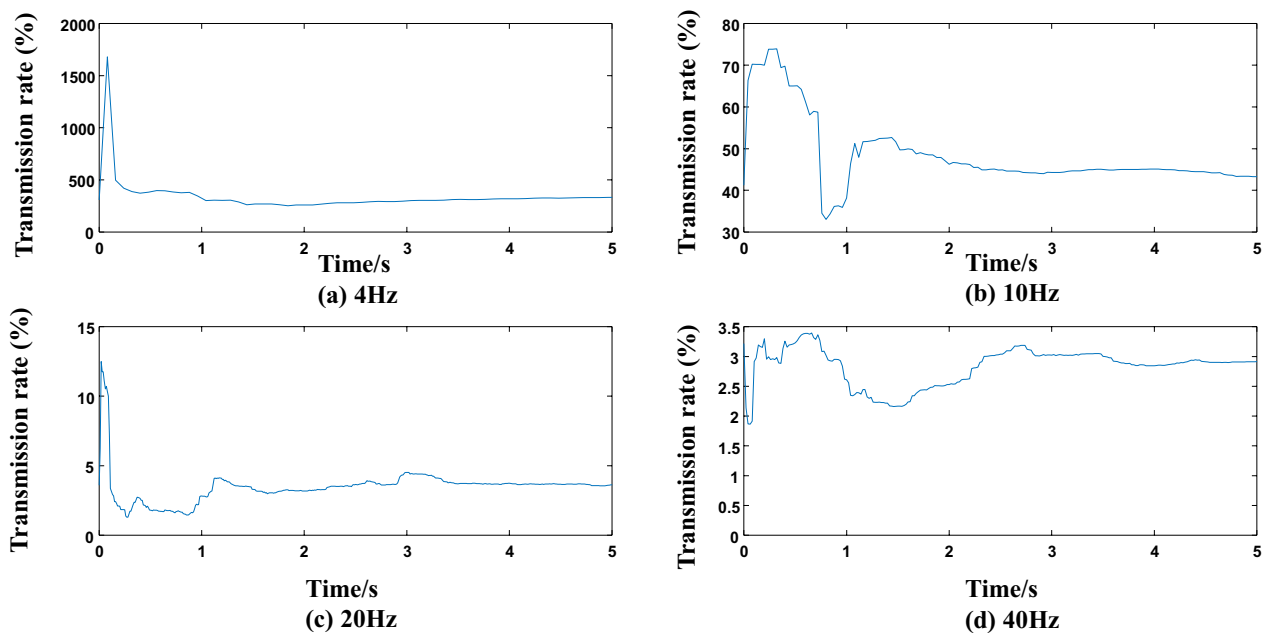 Transmission rate (%)
2000
1500
1000
500
0
0 1 2 3 4 5
Time/s
(a) 4Hz
Transmission rate (%)
80
70
60
50
40
30
0 1 2 3 4 5
Time/s
(b) 10Hz
Transmission rate (%)
15
10
5
0
0 1 2 3 4 5
Time/s
(c) 20Hz
Transmission rate (%)
3.5
3
2.5
2
1.5
1
0.5
0
0 1 2 3 4 5
Time/s
(d) 40Hz